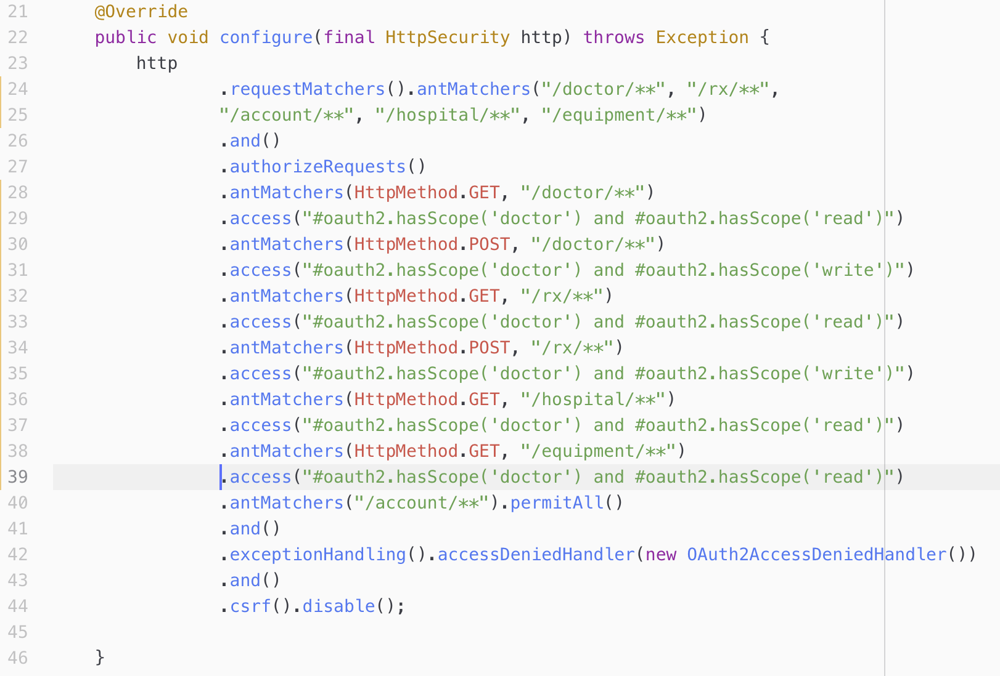 21 @Override
22 public void configure(final HttpSecurity http) throws Exception {
23 http
24 .requestMatchers().antMatchers("/doctor/**", "/rx/**",
25 "/account/**", "/hospital/**", "/equipment/**")
26 .and()
27 .authorizeRequests()
28 .antMatchers(HttpMethod.GET, "/doctor/**")
29 .access("#oauth2.hasScope('doctor') and #oauth2.hasScope('read')")
30 .antMatchers(HttpMethod.POST, "/doctor/**")
31 .access("#oauth2.hasScope('doctor') and #oauth2.hasScope('write')")
32 .antMatchers(HttpMethod.GET, "/rx/**")
33 .access("#oauth2.hasScope('doctor') and #oauth2.hasScope('read')")
34 .antMatchers(HttpMethod.POST, "/rx/**")
35 .access("#oauth2.hasScope('doctor') and #oauth2.hasScope('write')")
36 .antMatchers(HttpMethod.GET, "/hospital/**")
37 .access("#oauth2.hasScope('doctor') and #oauth2.hasScope('read')")
38 .antMatchers(HttpMethod.GET, "/equipment/**")
39 .access("#oauth2.hasScope('doctor') and #oauth2.hasScope('read')")
40 .antMatchers("/account/**").permitAll()
41 .and()
42 .exceptionHandling().accessDeniedHandler(new OAuth2AccessDeniedHandler())
43 .and()
44 .csrf().disable();
45
46 }